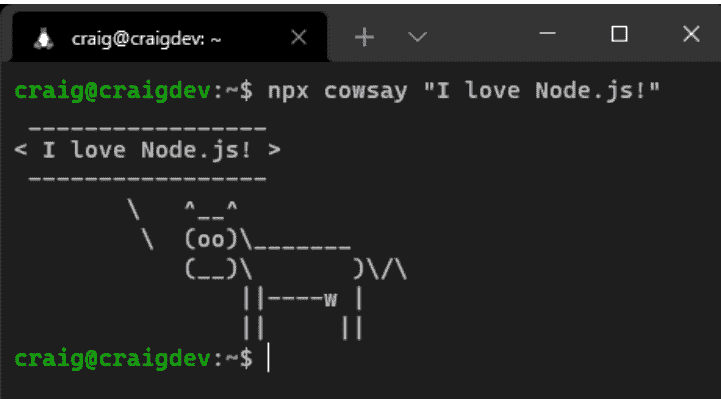 craig@craigdev: ~
craig@craigdev:~$ npx cowsay "I love Node.js!"
 _________________
< I love Node.js! >
 -----------------
        \   ^__^
         \  (oo)\_______
            (__)\       )\/\
                ||----w |
                ||     ||
craig@craigdev:~$